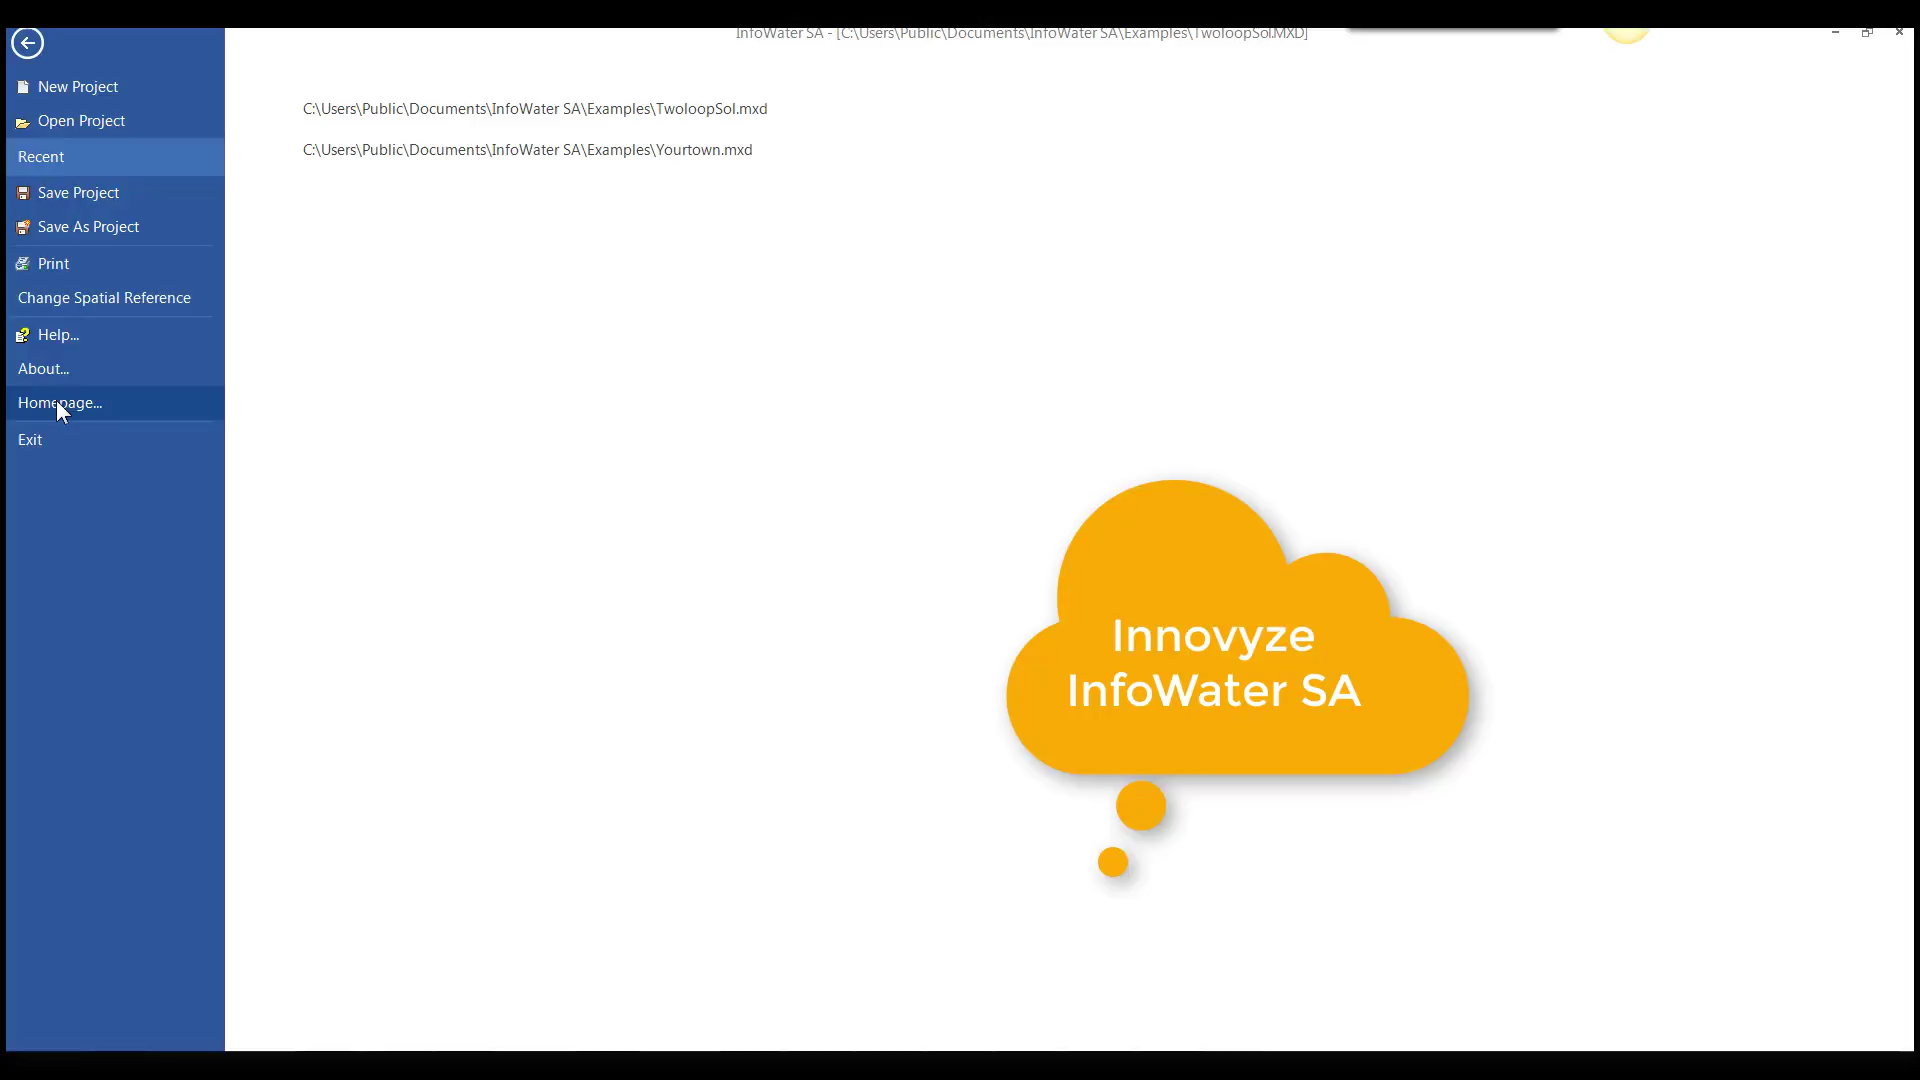 InfoWater SA - [C:\Users\Public\Documents\InfoWater SA\Examples\TwoloopSol.MXD]
New Project
Open Project
Recent
Save Project
Save As Project
Print
Change Spatial Reference
Help...
About...
Homepage...
Exit
C:\Users\Public\Documents\InfoWater SA\Examples\TwoloopSol.mxd
C:\Users\Public\Documents\InfoWater SA\Examples\Yourtown.mxd
Innovyze
InfoWater SA